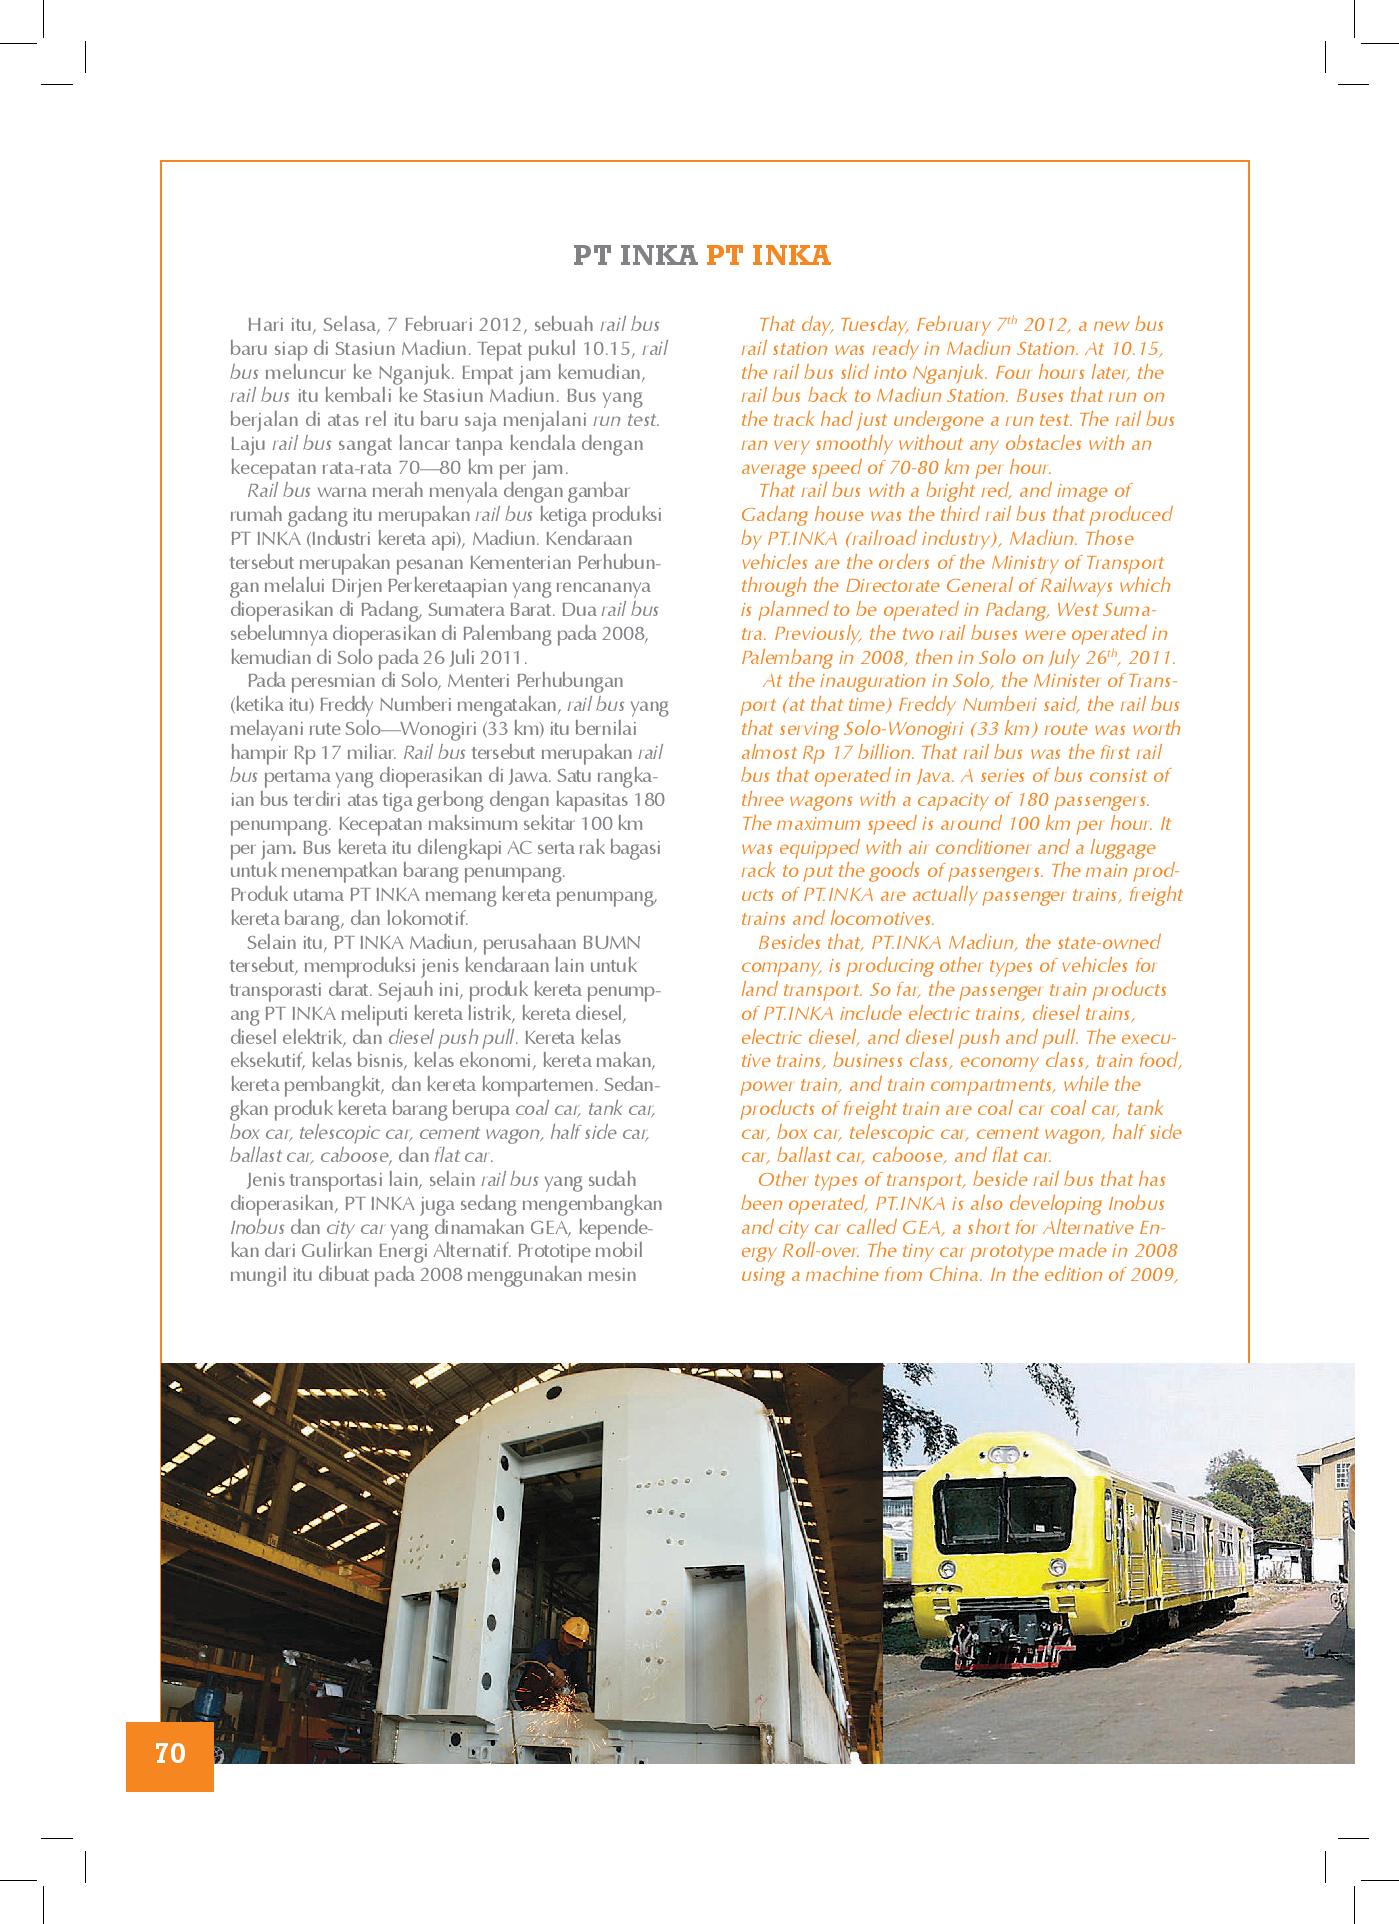 PT INKA PT INKA
Hari itu, Selasa, 7 Februari 2012, sebuah rail bus
baru siap di Stasiun Madiun. Tepat pukul 10.15, rail
bus meluncur ke Nganjuk. Empat jam kemudian,
rail bus itu kembali ke Stasiun Madiun. Bus yang
berjalan di atas rel itu baru saja menjalani run test.
Laju rail bus sangat lancar tanpa kendala dengan
kecepatan rata-rata 70—80 km per jam.
Rail bus warna merah menyala dengan gambar
rumah gadang itu merupakan rail bus ketiga produksi
PT INKA (Industri kereta api), Madiun. Kendaraan
tersebut merupakan pesanan Kementerian Perhubun-
gan melalui Dirjen Perkeretaapian yang rencananya
dioperasikan di Padang, Sumatera Barat. Dua rail bus
sebelumnya dioperasikan di Palembang pada 2008,
kemudian di Solo pada 26 Juli 2011.
Pada peresmian di Solo, Menteri Perhubungan
(ketika itu) Freddy Numberi mengatakan, rail bus yang
melayani rute Solo—Wonogiri (33 km) itu bernilai
hampir Rp 17 miliar. Rail bus tersebut merupakan rail
bus pertama yang dioperasikan di Jawa. Satu rangka-
ian bus terdiri atas tiga gerbong dengan kapasitas 180
penumpang. Kecepatan maksimum sekitar 100 km
per jam. Bus kereta itu dilengkapi AC serta rak bagasi
untuk menempatkan barang penumpang.
Produk utama PT INKA memang kereta penumpang,
kereta barang, dan lokomotif.
Selain itu, PT INKA Madiun, perusahaan BUMN
tersebut, memproduksi jenis kendaraan lain untuk
transporasti darat. Sejauh ini, produk kereta penump-
ang PT INKA meliputi kereta listrik, kereta diesel,
diesel elektrik, dan diesel push pull. Kereta kelas
eksekutif, kelas bisnis, kelas ekonomi, kereta makan,
kereta pembangkit, dan kereta kompartemen. Sedan-
gkan produk kereta barang berupa coal car, tank car,
box car, telescopic car, cement wagon, half side car,
ballast car, caboose, dan flat car.
Jenis transportasi lain, selain rail bus yang sudah
dioperasikan, PT INKA juga sedang mengembangkan
Inobus dan city car yang dinamakan GEA, kepende-
kan dari Gulirkan Energi Alternatif. Prototipe mobil
mungil itu dibuat pada 2008 menggunakan mesin
That day, Tuesday, February 7th 2012, a new bus
rail station was ready in Madiun Station. At 10.15,
the rail bus slid into Nganjuk. Four hours later, the
rail bus back to Madiun Station. Buses that run on
the track had just undergone a run test. The rail bus
ran very smoothly without any obstacles with an
average speed of 70-80 km per hour.
That rail bus with a bright red, and image of
Gadang house was the third rail bus that produced
by PT.INKA (railroad industry), Madiun. Those
vehicles are the orders of the Ministry of Transport
through the Directorate General of Railways which
is planned to be operated in Padang, West Suma-
tra. Previously, the two rail buses were operated in
Palembang in 2008, then in Solo on July 26th, 2011.
At the inauguration in Solo, the Minister of Trans-
port (at that time) Freddy Numberi said, the rail bus
that serving Solo-Wonogiri (33 km) route was worth
almost Rp 17 billion. That rail bus was the first rail
bus that operated in Java. A series of bus consist of
three wagons with a capacity of 180 passengers.
The maximum speed is around 100 km per hour. It
was equipped with air conditioner and a luggage
rack to put the goods of passengers. The main prod-
ucts of PT.INKA are actually passenger trains, freight
trains and locomotives.
Besides that, PT.INKA Madiun, the state-owned
company, is producing other types of vehicles for
land transport. So far, the passenger train products
of PT.INKA include electric trains, diesel trains,
electric diesel, and diesel push and pull. The execu-
tive trains, business class, economy class, train food,
power train, and train compartments, while the
products of freight train are coal car coal car, tank
car, box car, telescopic car, cement wagon, half side
car, ballast car, caboose, and flat car.
Other types of transport, beside rail bus that has
been operated, PT.INKA is also developing Inobus
and city car called GEA, a short for Alternative En-
ergy Roll-over. The tiny car prototype made in 2008
using a machine from China. In the edition of 2009,
70